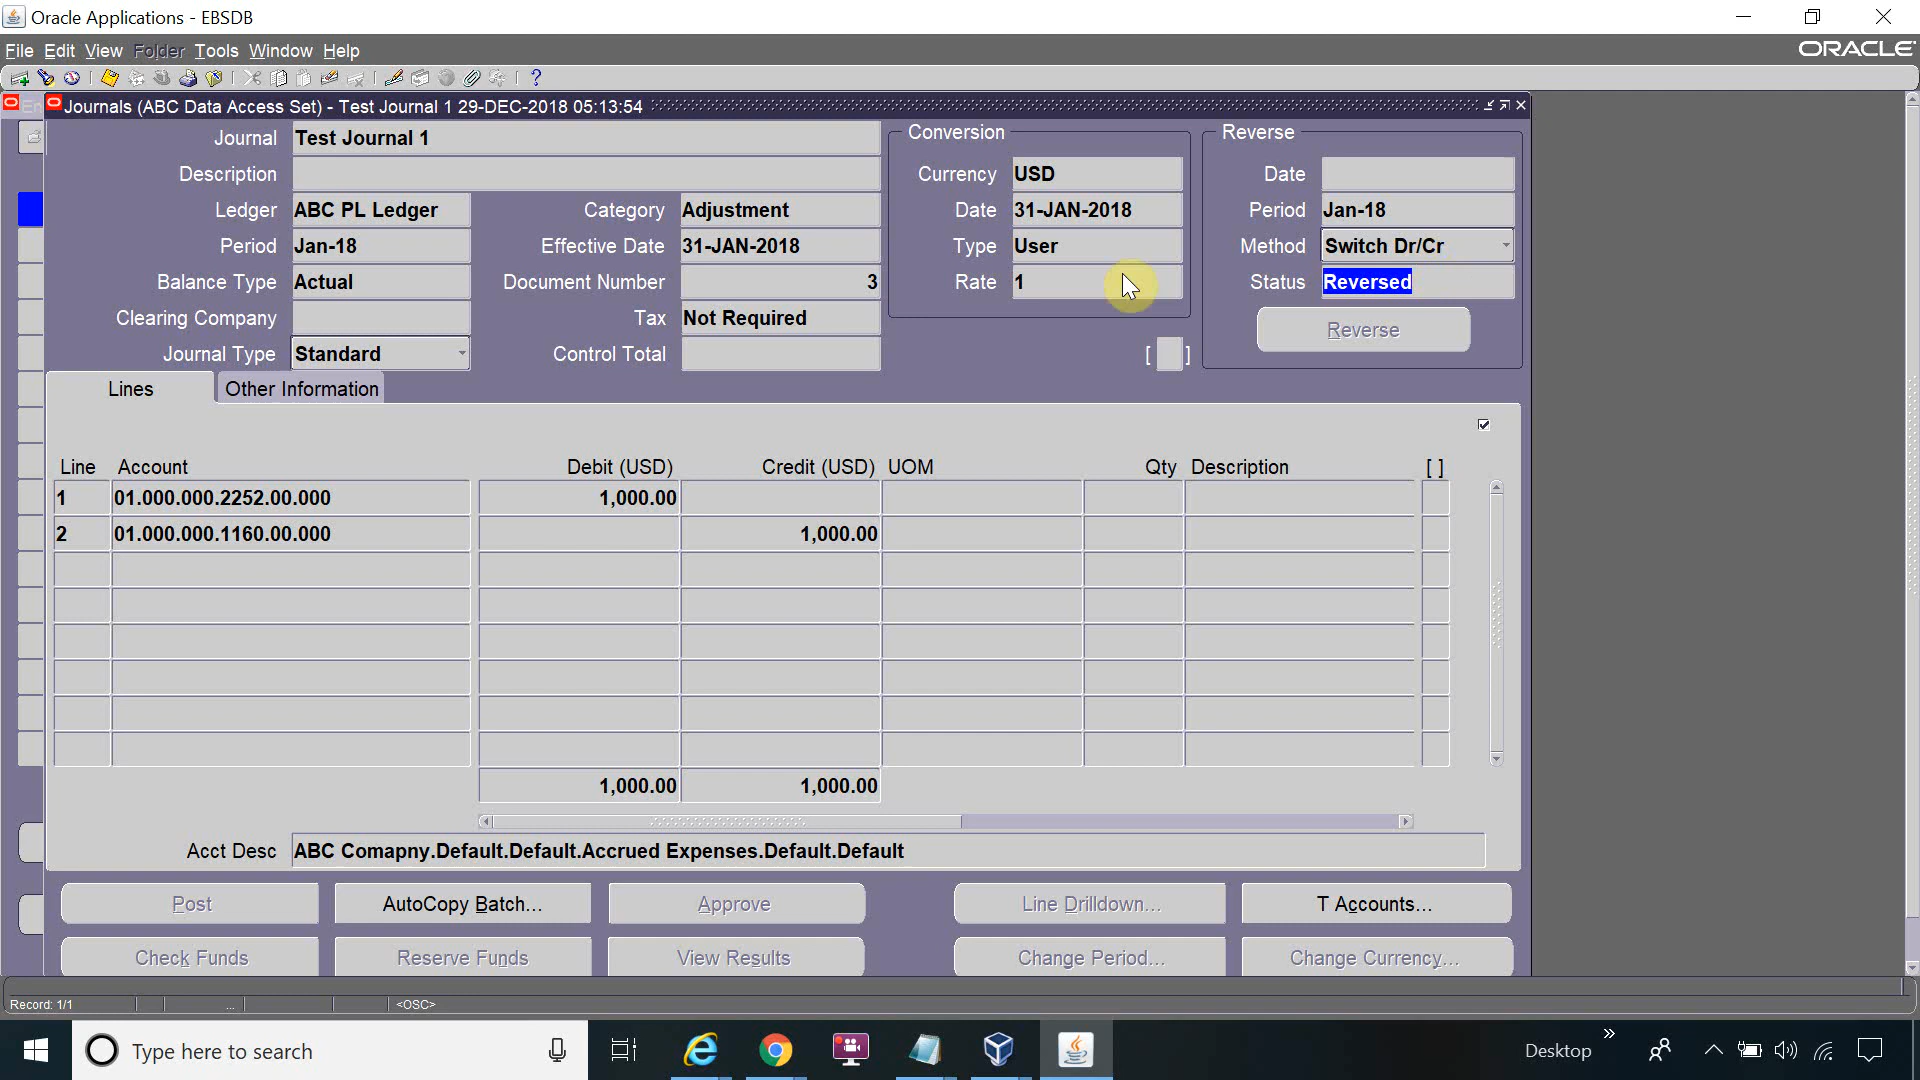 Oracle Applications - EBSDB
File Edit View Folder Tools Window Help
ORACLE
En
Journals (ABC Data Access Set) - Test Journal 1 29-DEC-2018 05:13:54
Journal Test Journal 1
Description
Ledger ABC PL Ledger
Category Adjustment
Period Jan-18
Effective Date 31-JAN-2018
Balance Type Actual
Document Number 3
Clearing Company
Tax Not Required
Journal Type Standard
Control Total
Conversion
Currency USD
Date 31-JAN-2018
Type User
Rate 1
[ ]
Reverse
Date
Period Jan-18
Method Switch Dr/Cr
Status Reversed
Reverse
Lines Other Information
Line Account Debit (USD) Credit (USD) UOM Qty Description [ ]
1 01.000.000.2252.00.000 1,000.00
2 01.000.000.1160.00.000 1,000.00
1,000.00 1,000.00
Acct Desc ABC Comapny.Default.Default.Accrued Expenses.Default.Default
Post AutoCopy Batch... Approve Line Drilldown... T Accounts...
Check Funds Reserve Funds View Results Change Period... Change Currency...
Record: 1/1 ... <OSC>
Type here to search
Desktop